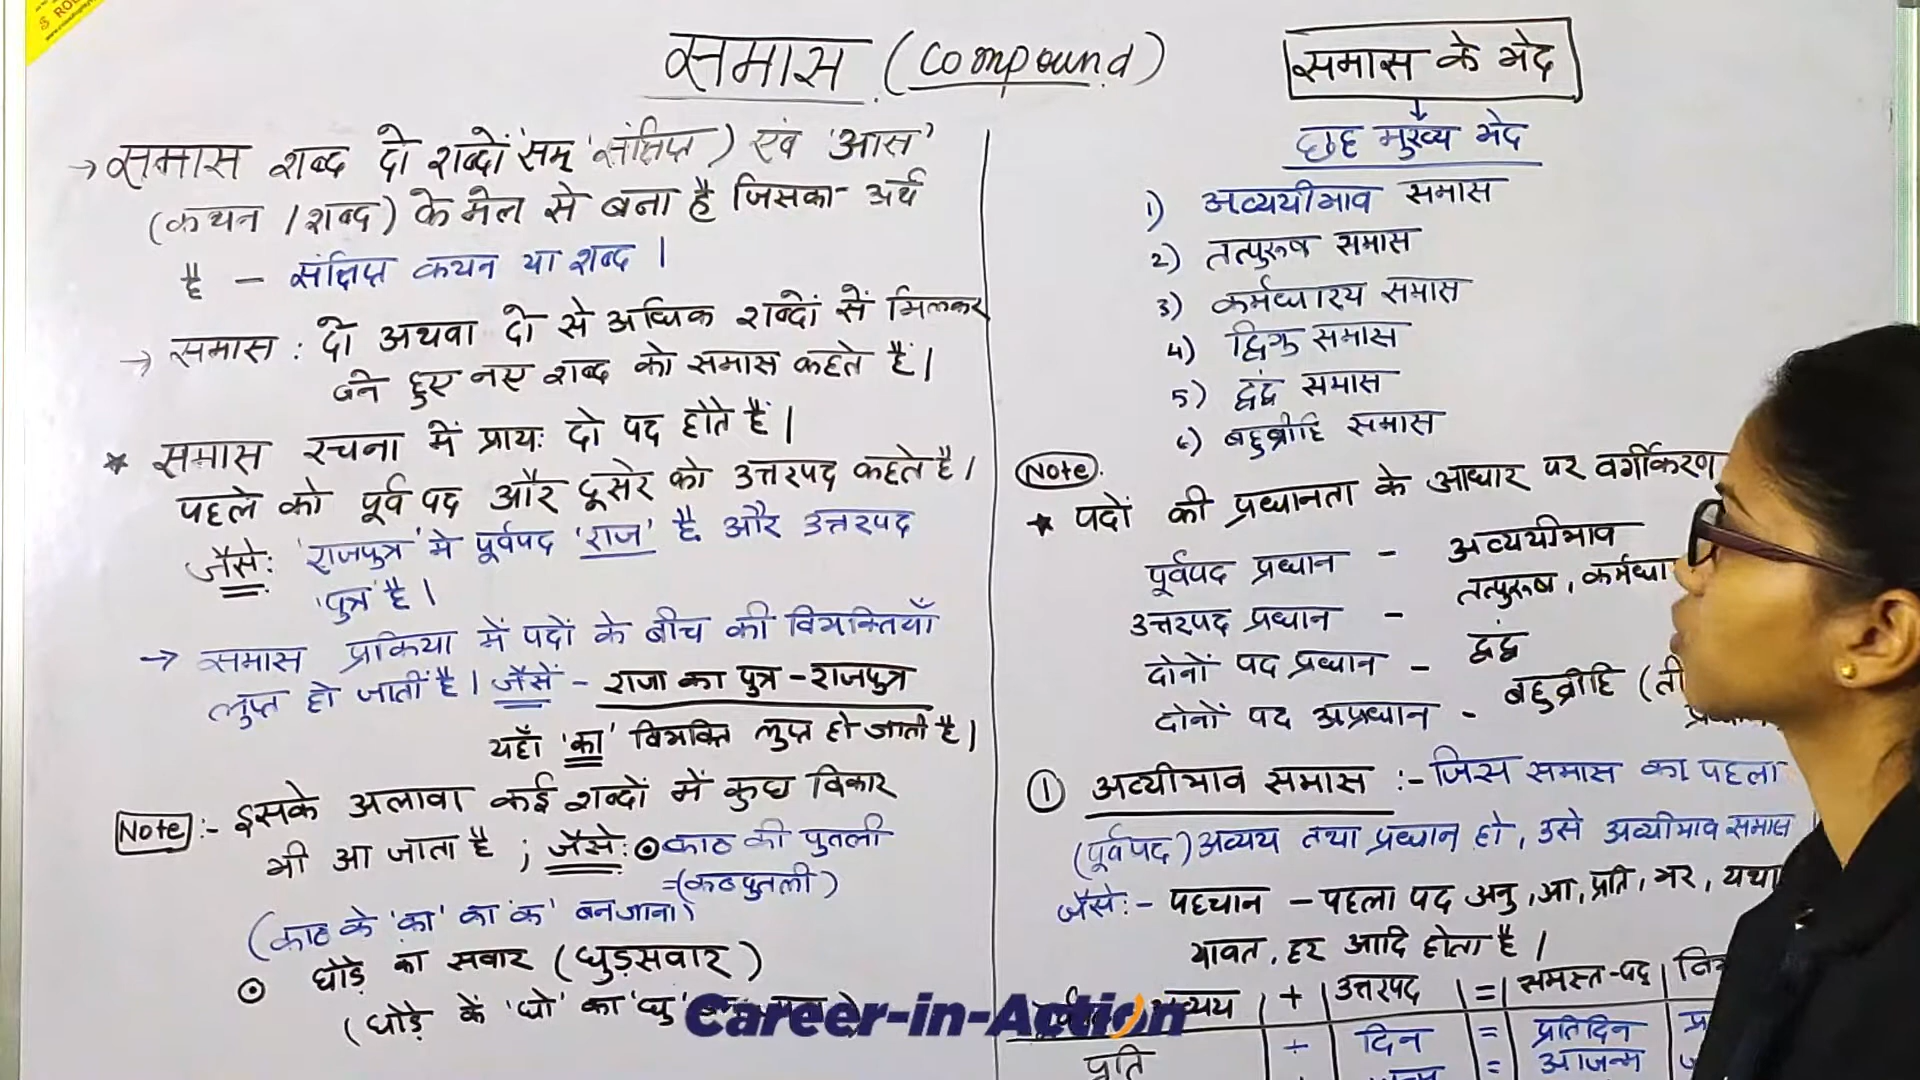 समास (Compound)
→ समास शब्द दो शब्दों 'सम् 'संक्षिप्त) एवं 'आस'
(कथन / शब्द) के मेल से बना है जिसका अर्थ
है – संक्षिप्त कथन या शब्द ।
→ समास : दो अथवा दो से अधिक शब्दों सें मिलकर
बने हुए नए शब्द को समास कहते हैं।
★ समास रचना में प्रायः दो पद होते हैं ।
पहले को पूर्व पद और दूसरे को उत्तरपद कहते है।
जैसे: 'राजपुत्र' मे पूर्वपद 'राज' है और उत्तरपद
'पुत्र है ।
→ समास प्रकिया में पदों के बीच की विभक्तियाँ
लुप्त हो जातीं है । जैसें - राजा का पुत्र – राजपुत्र
यहाँ 'का' विभक्ति लुप्त हो जाती है।
Note :- इसके अलावा कई शब्दों में कुछ विकार
भी आ जाता है ; जैसे: ⊙ काठ की पुतली
=(कठपुतली)
(काठ के 'का' का 'क' बन जाना)
⊙ घोड़े का सवार (घुड़सवार)
(घोड़े कें 'घो' का 'घु'
समास के भेद
↓
छह मुख्य भेद
1) अव्ययीभाव समास
2) तत्पुरूष समास
3) कर्मधारय समास
4) द्विगु समास
5) द्वंद्वं समास
6) बहुब्रीहि समास
Note .
★ पदों की प्रधानता के आधार पर वर्गीकरण
पूर्वपद प्रधान – अव्ययीभाव
उत्तरपद प्रधान – तत्पुरूष, कर्मधा
दोनों पद प्रधान – द्वंद्वं
दोनों पद अप्रधान - बहुव्रीहि (ती
① अव्यीभाव समास :- जिस समास का पहला
(पूर्वपद) अव्यय तथा प्रधान हो, उसे अव्यीभाव समास
जैसे:- पहचान – पहला पद अनु, आ, प्रति, भर, यथा
यावत, हर आदि होता है ।
व्यय | + | उत्तरपद | = | समस्त-पद |
प्रति + दिन = प्रतिदिन
= आजन्म
Career-in-Action